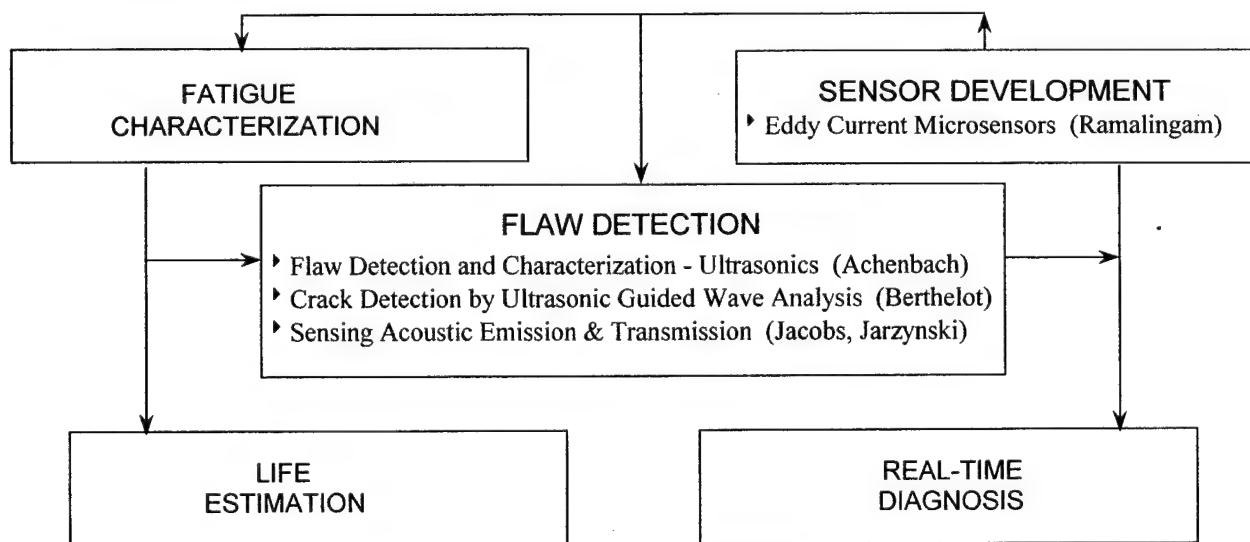 FATIGUE
CHARACTERIZATION
SENSOR DEVELOPMENT
Eddy Current Microsensors (Ramalingam)
FLAW DETECTION
Flaw Detection and Characterization - Ultrasonics (Achenbach)
Crack Detection by Ultrasonic Guided Wave Analysis (Berthelot)
Sensing Acoustic Emission & Transmission (Jacobs, Jarzynski)
LIFE
ESTIMATION
REAL-TIME
DIAGNOSIS